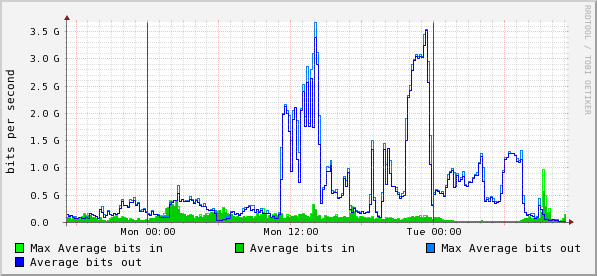 RRDTOOL / TOBI OETIKER
bits per second
3.5 G
3.0 G
2.5 G
2.0 G
1.5 G
1.0 G
0.5 G
0.0
Mon 00:00 Mon 12:00 Tue 00:00
Max Average bits in Average bits in Max Average bits out
Average bits out